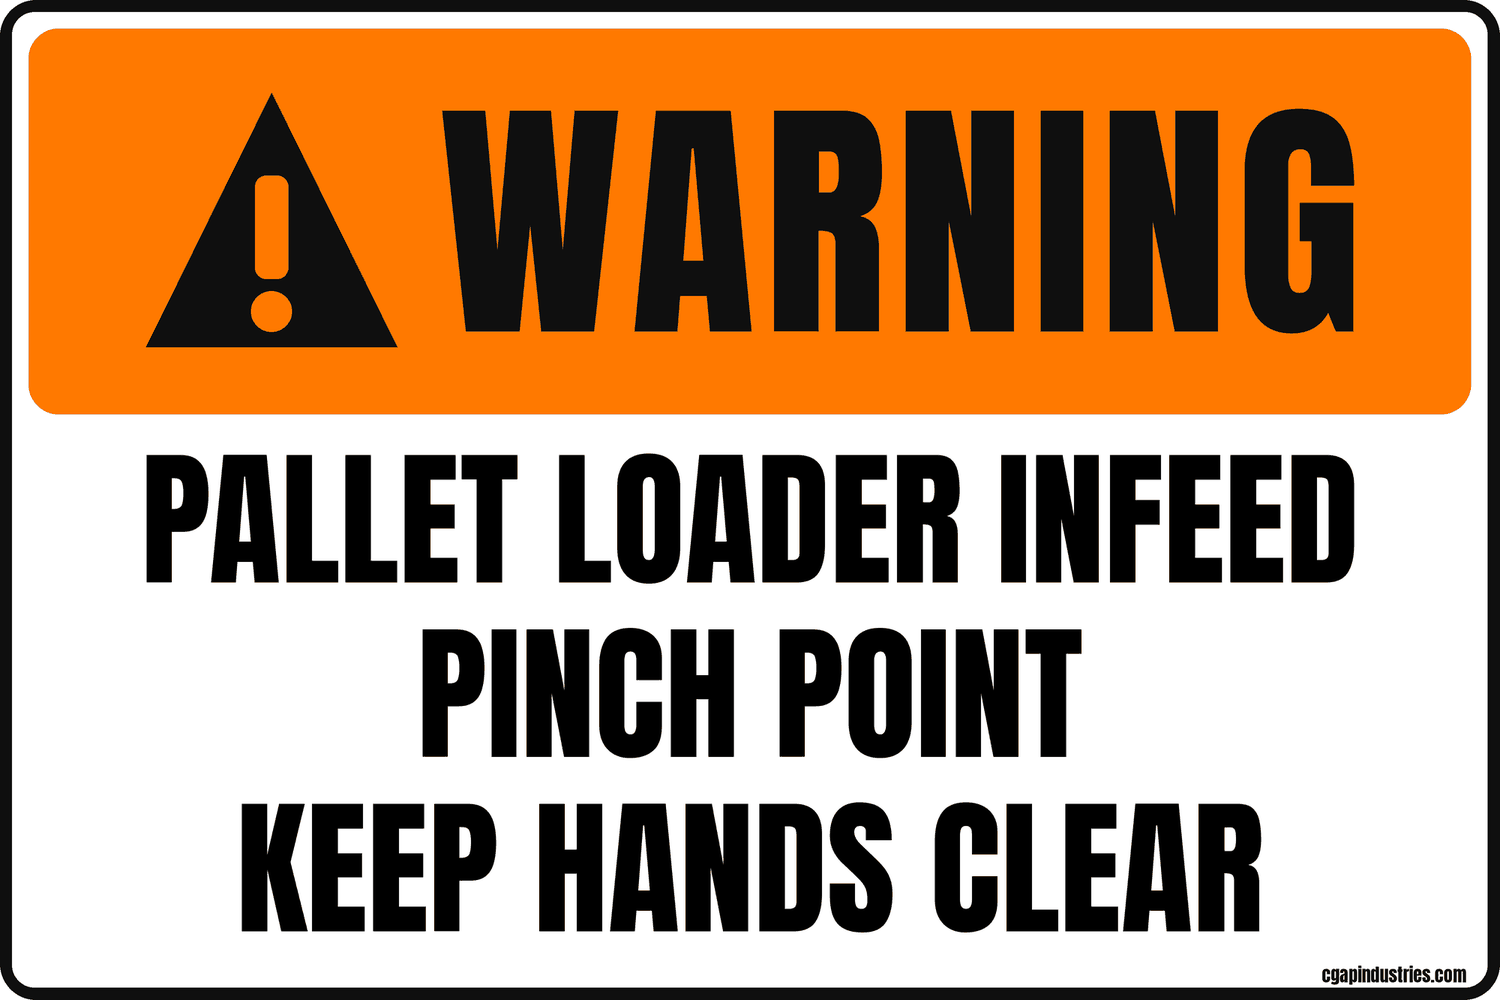 WARNING
PALLET LOADER INFEED
PINCH POINT
KEEP HANDS CLEAR
cgapindustries.com